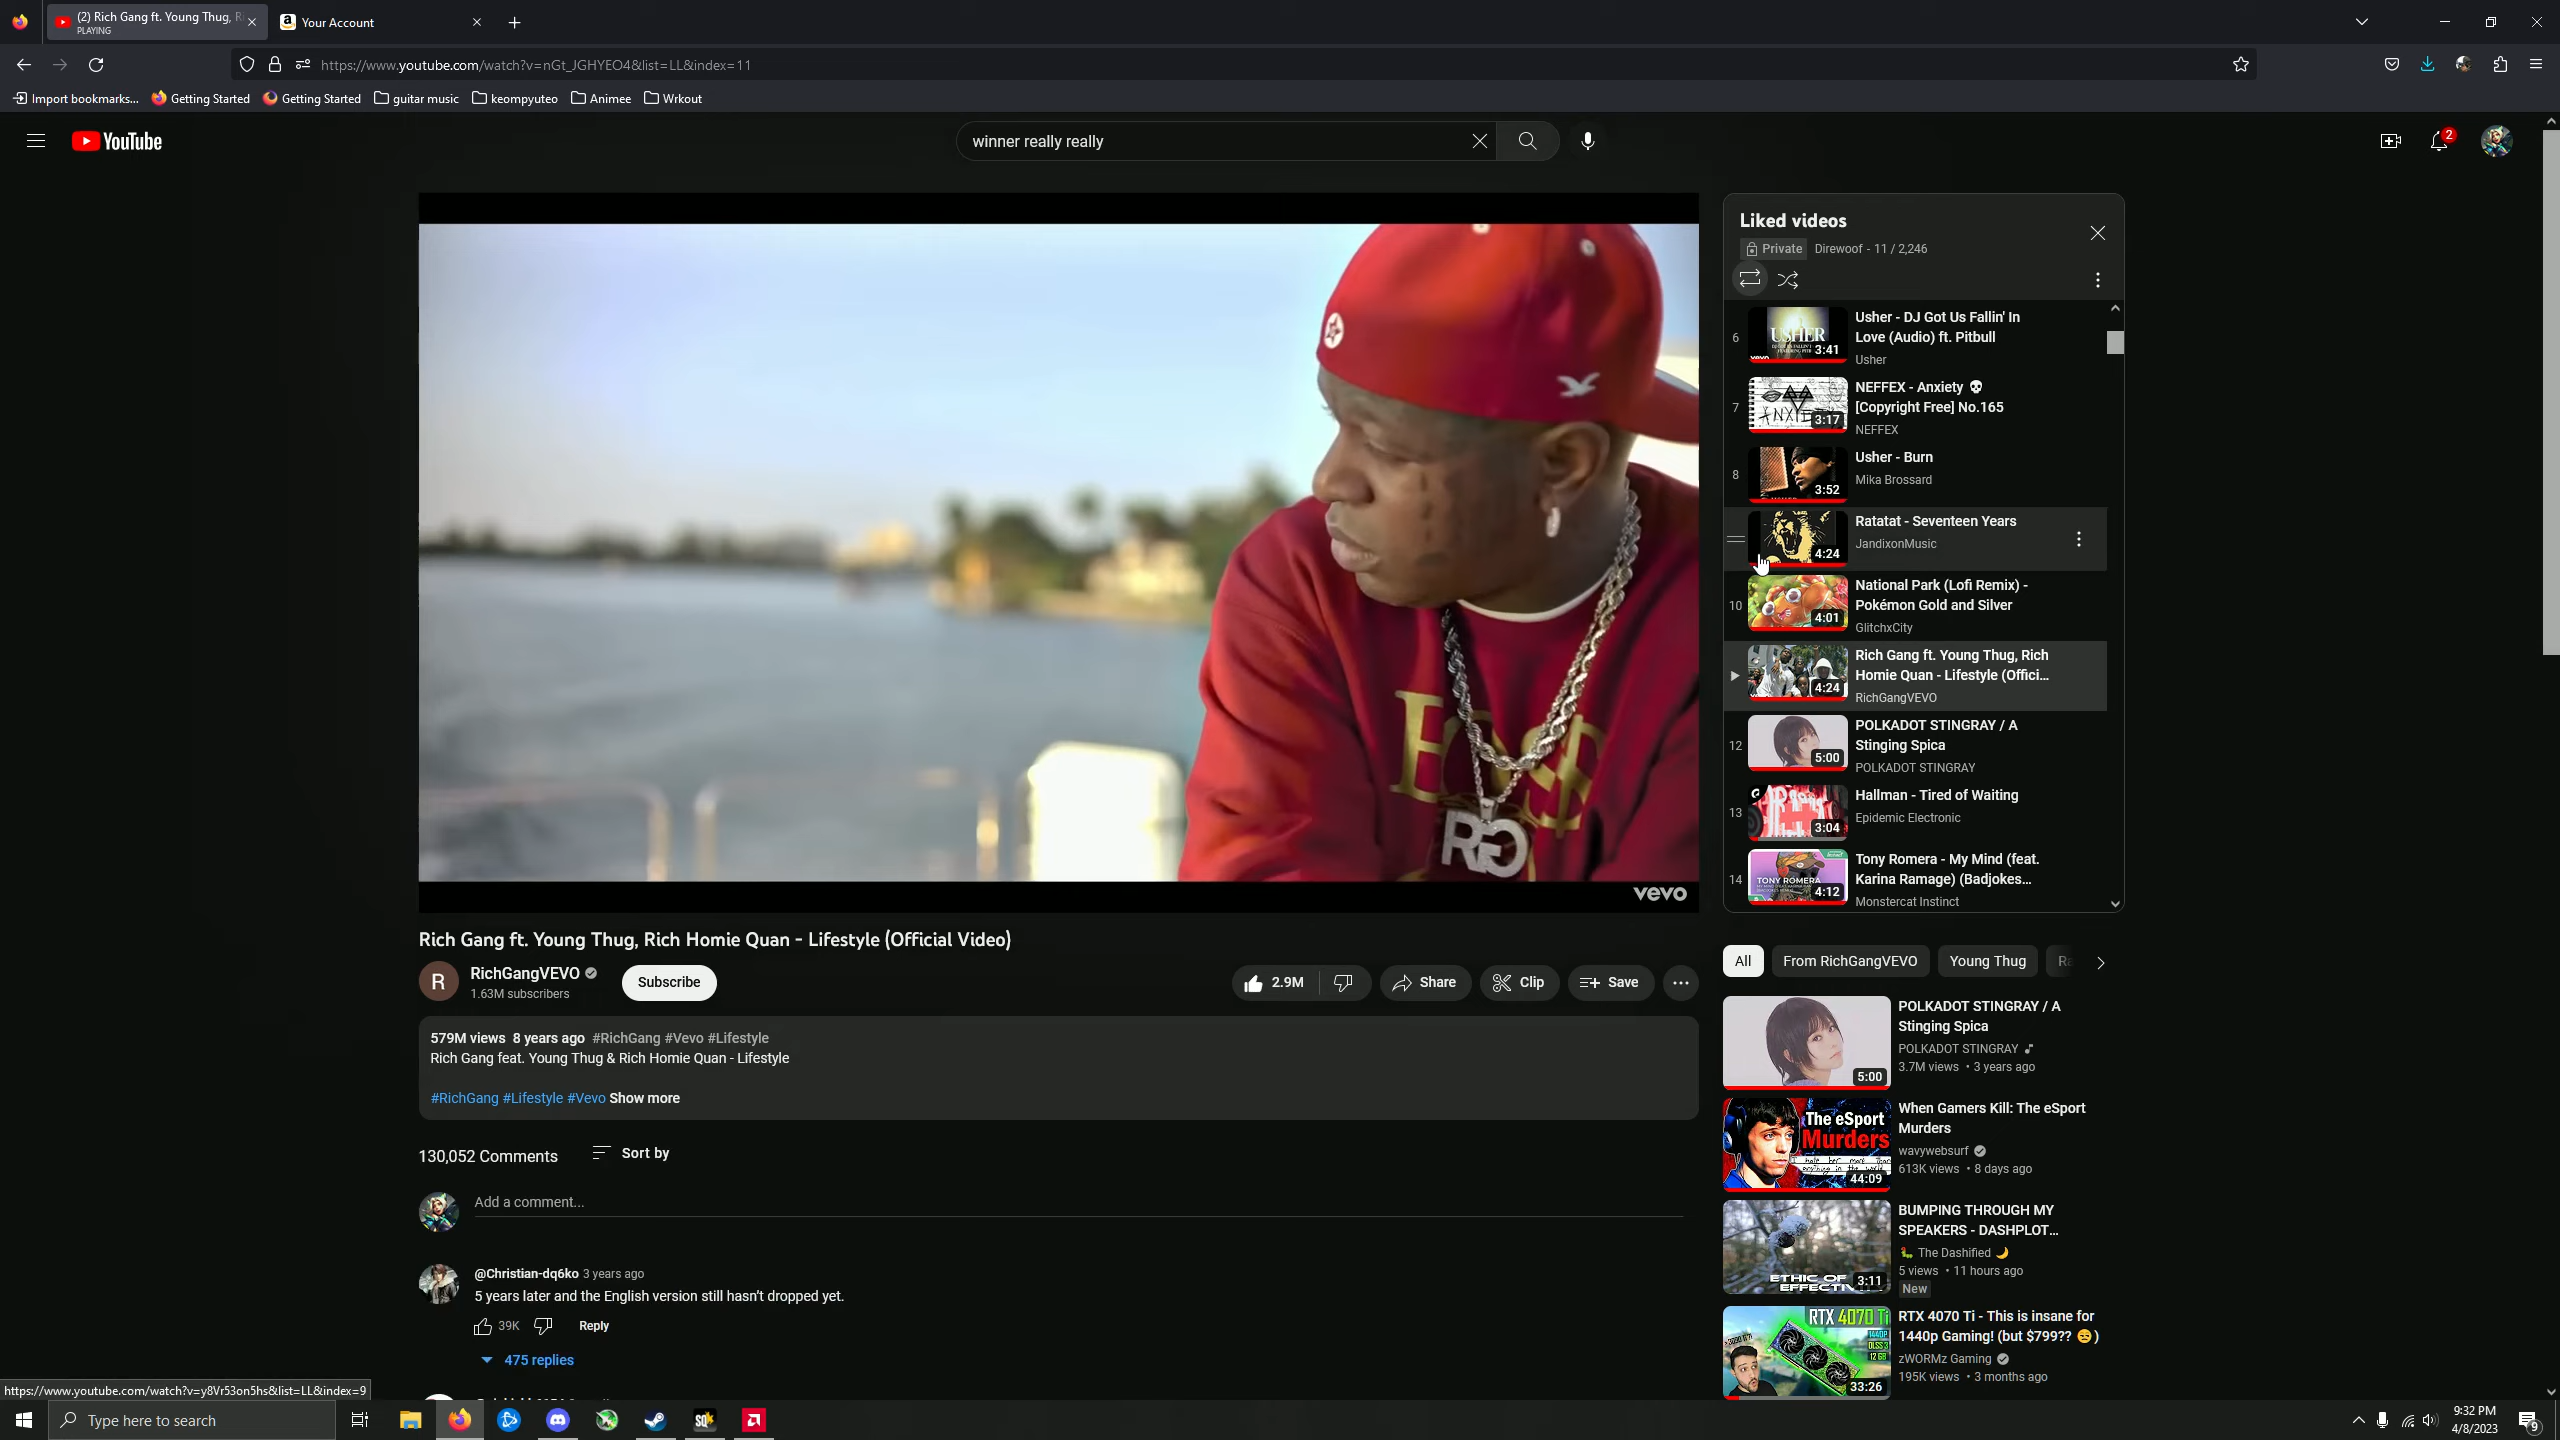 (2) Rich Gang ft. Young Thug, R
PLAYING
Your Account
https://www.youtube.com/watch?v=nGt_JGHYEO4&list=LL&index=11
Import bookmarks...
Getting Started
Getting Started
guitar music
keompyuteo
Animee
Wrkout
YouTube
winner really really
2
Liked videos
Private
Direwoof - 11 / 2,246
6
USHER
3:41
Usher - DJ Got Us Fallin' In
Love (Audio) ft. Pitbull
Usher
7
3:17
NEFFEX - Anxiety 💀
[Copyright Free] No.165
NEFFEX
8
3:52
Usher - Burn
Mika Brossard
4:24
Ratatat - Seventeen Years
JandixonMusic
10
4:01
National Park (Lofi Remix) -
Pokémon Gold and Silver
GlitchxCity
4:24
Rich Gang ft. Young Thug, Rich
Homie Quan - Lifestyle (Offici...
RichGangVEVO
12
5:00
POLKADOT STINGRAY / A
Stinging Spica
POLKADOT STINGRAY
13
3:04
Hallman - Tired of Waiting
Epidemic Electronic
14
TONY ROMERA
4:12
Tony Romera - My Mind (feat.
Karina Ramage) (Badjokes...
Monstercat Instinct
vevo
Rich Gang ft. Young Thug, Rich Homie Quan - Lifestyle (Official Video)
R
RichGangVEVO
1.63M subscribers
Subscribe
2.9M
Share
Clip
Save
579M views 8 years ago #RichGang #Vevo #Lifestyle
Rich Gang feat. Young Thug & Rich Homie Quan - Lifestyle
#RichGang #Lifestyle #Vevo Show more
130,052 Comments
Sort by
Add a comment...
@Christian-dq6ko 3 years ago
5 years later and the English version still hasn't dropped yet.
39K
Reply
475 replies
All
From RichGangVEVO
Young Thug
5:00
POLKADOT STINGRAY / A
Stinging Spica
POLKADOT STINGRAY
3.7M views • 3 years ago
The eSport
Murders
44:09
When Gamers Kill: The eSport
Murders
wavywebsurf
613K views • 8 days ago
ETHIC OF
3:11
BUMPING THROUGH MY
SPEAKERS - DASHPLOT...
🐛 The Dashified 🌙
5 views • 11 hours ago
New
RTX 4070 Ti
1440P
DLSS 3
12 GB
33:26
RTX 4070 Ti - This is insane for
1440p Gaming! (but $799?? 😒)
zWORMz Gaming
195K views • 3 months ago
https://www.youtube.com/watch?v=y8Vr53on5hs&list=LL&index=9
Type here to search
9:32 PM
4/8/2023
9